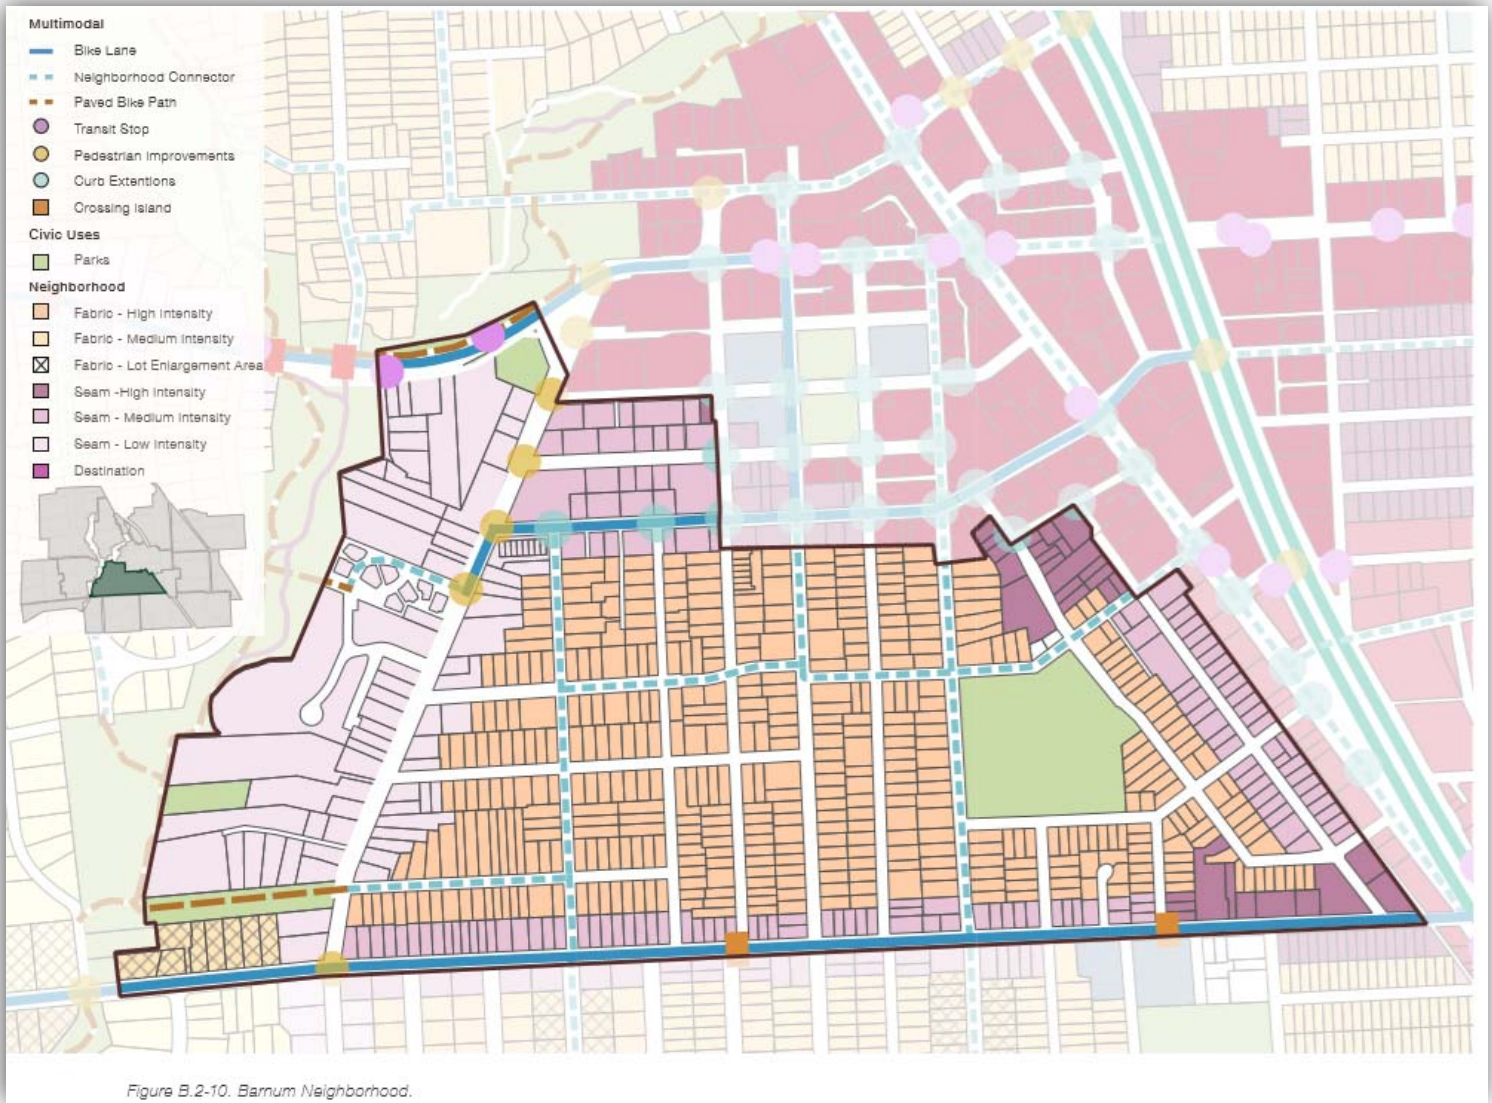 Multimodal
Bike Lane
Neighborhood Connector
Paved Bike Path
Transit Stop
Pedestrian Improvements
Curb Extentions
Crossing Island
Civic Uses
Parks
Neighborhood
Fabric - High Intensity
Fabric - Medium Intensity
Fabric - Lot Enlargement Area
Seam -High Intensity
Seam - Medium Intensity
Seam - Low Intensity
Destination
Figure B.2-10. Barnum Neighborhood.